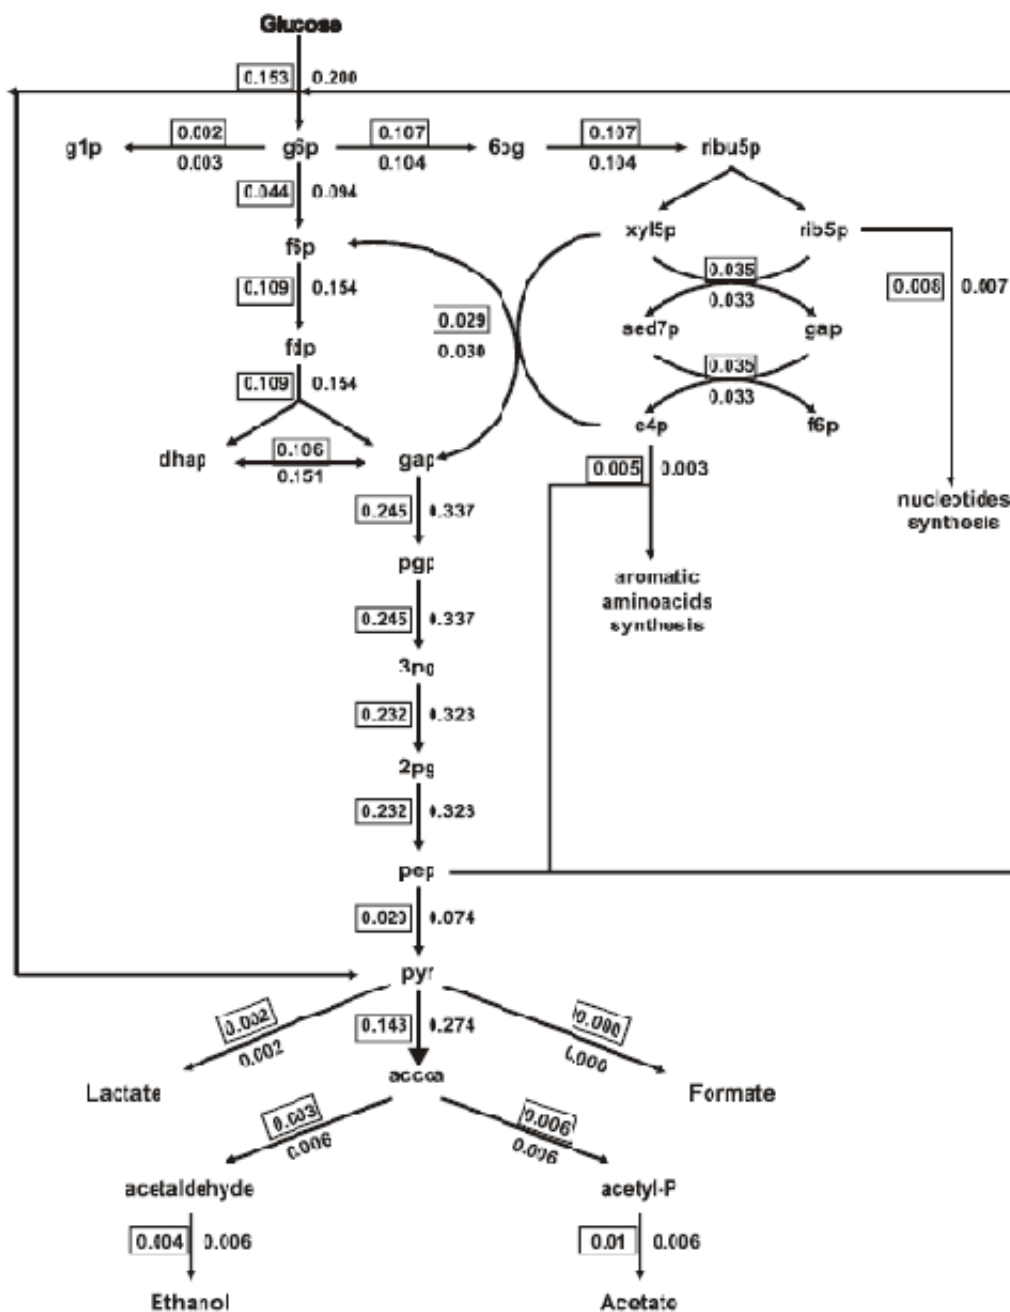 Glucose
0.153 0.200
g1p 0.002 g6p 0.107 6pg 0.107 ribu5p
0.003 0.104 0.104
0.044 0.094
f6p xyl5p rib5p
0.035
0.109 0.154 0.033 0.008 0.007
0.029 sed7p gap
fdp 0.030
0.035
0.109 0.154 0.033
e4p f6p
dhap 0.106 gap
0.151 0.005 0.003
0.245 0.337 nucleotides
synthesis
pgp
aromatic
aminoacids
synthesis
0.245 0.337
3pg
0.232 0.323
2pg
0.232 0.323
pep
0.020 0.074
pyr
0.002 0.143 0.274 0.000
0.002 0.000
Lactate accoa Formate
0.003 0.006
0.006 0.006
acetaldehyde acetyl-P
0.004 0.006 0.01 0.006
Ethanol Acetate